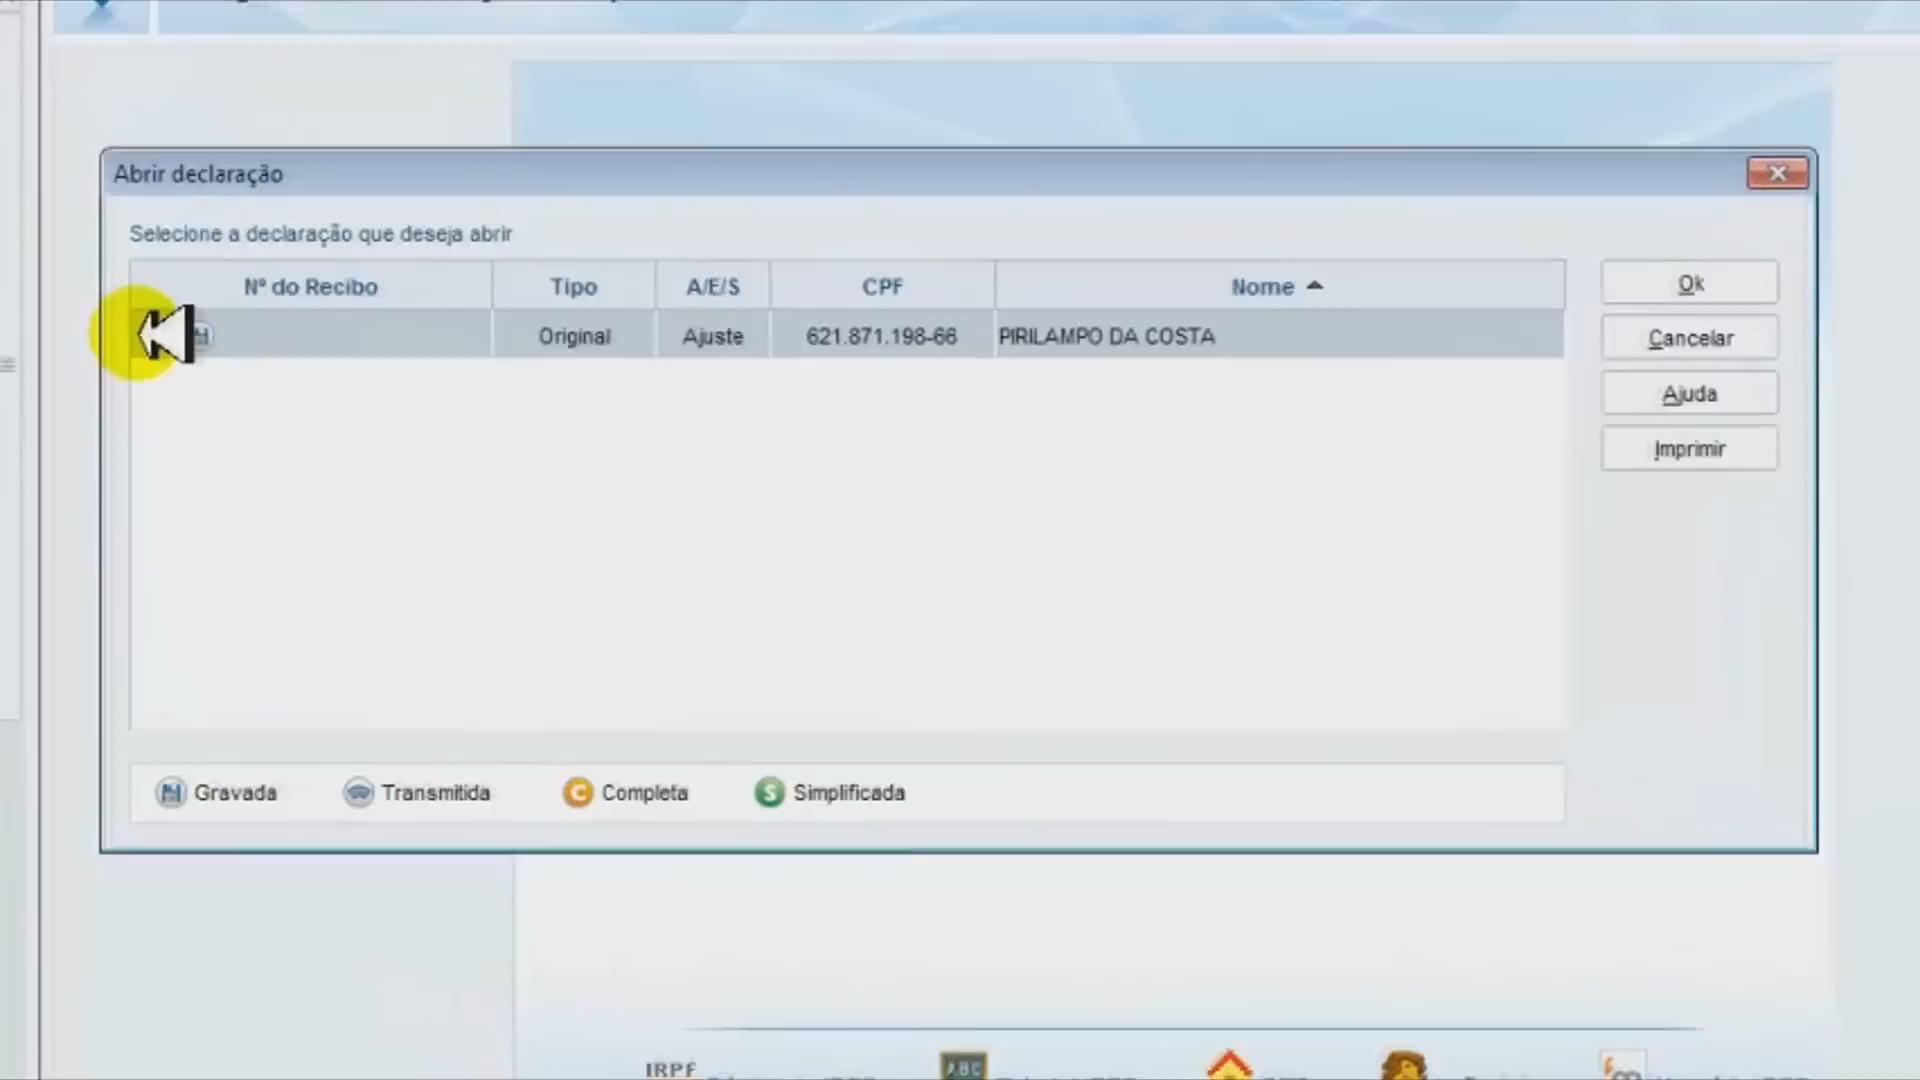 Abrir declaração
Selecione a declaração que deseja abrir
Nº do Recibo Tipo A/E/S CPF Nome
Original Ajuste 621.871.198-66 PIRILAMPO DA COSTA
Ok
Cancelar
Ajuda
Imprimir
Gravada Transmitida C Completa S Simplificada
IRPF ABC